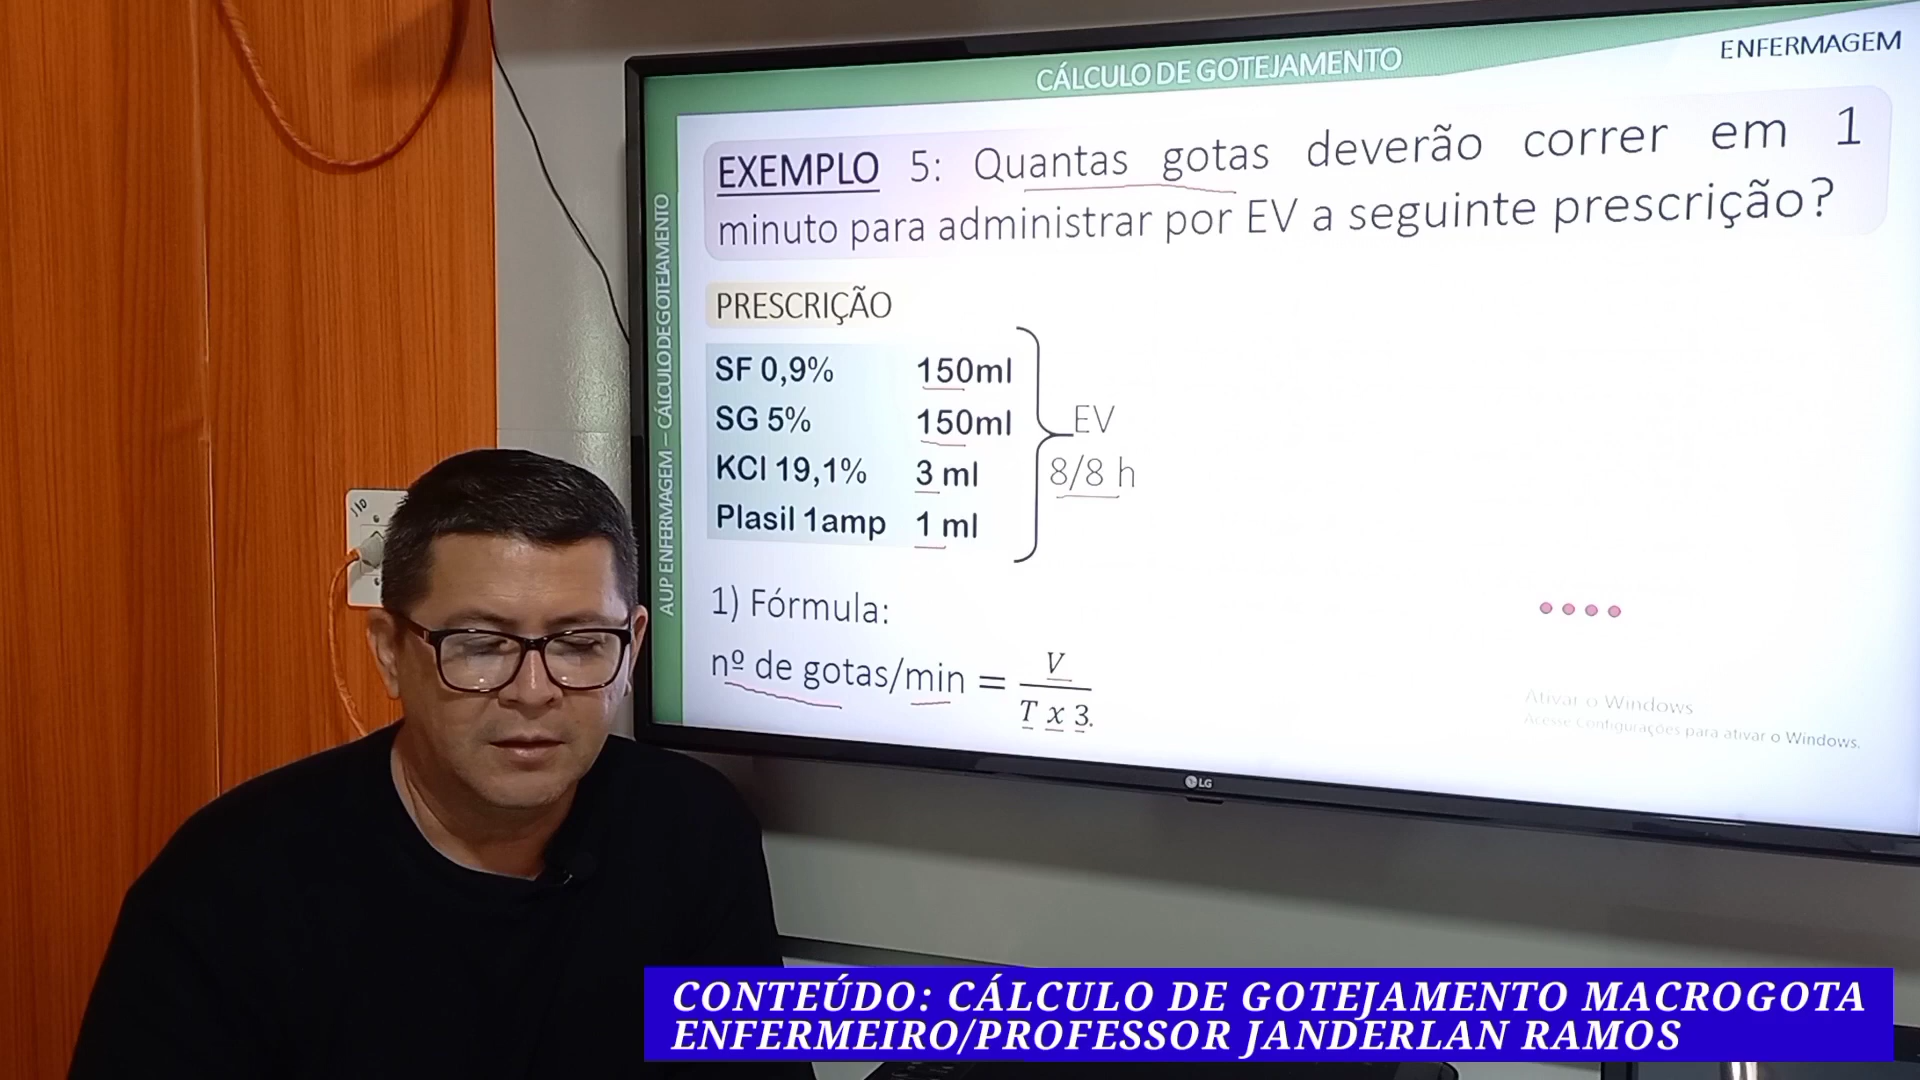 CÁLCULO DE GOTEJAMENTO
ENFERMAGEM
AUP ENFERMAGEM – CÁLCULO DE GOTEJAMENTO
EXEMPLO 5: Quantas gotas deverão correr em 1
minuto para administrar por EV a seguinte prescrição?
PRESCRIÇÃO
SF 0,9% 150ml
SG 5% 150ml
KCl 19,1% 3 ml
Plasil 1amp 1 ml
EV
8/8 h
1) Fórmula:
nº de gotas/min = V
T x 3.
Ativar o Windows
Acesse Configurações para ativar o Windows.
LG
CONTEÚDO: CÁLCULO DE GOTEJAMENTO MACROGOTA
ENFERMEIRO/PROFESSOR JANDERLAN RAMOS